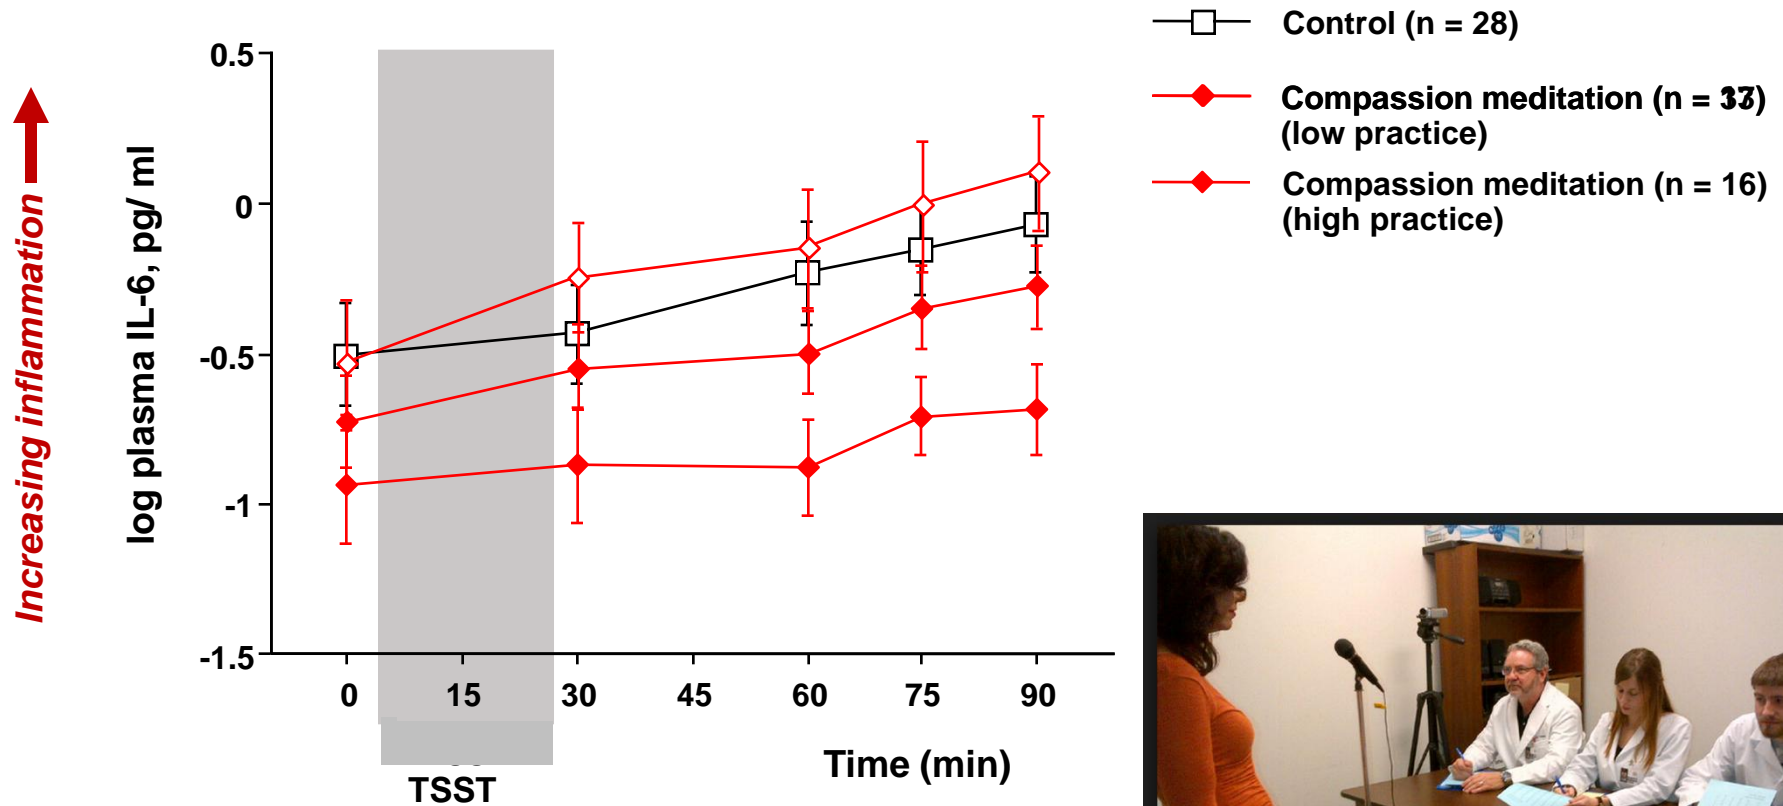 Control (n = 28)
Compassion meditation (n =
(low practice)
Compassion meditation (n = 16)
(high practice)
Increasing inflammation
log plasma IL-6, pg/ ml
0.5
0
-0.5
-1
-1.5
0 15 30 45 60 75 90
Time (min)
TSST